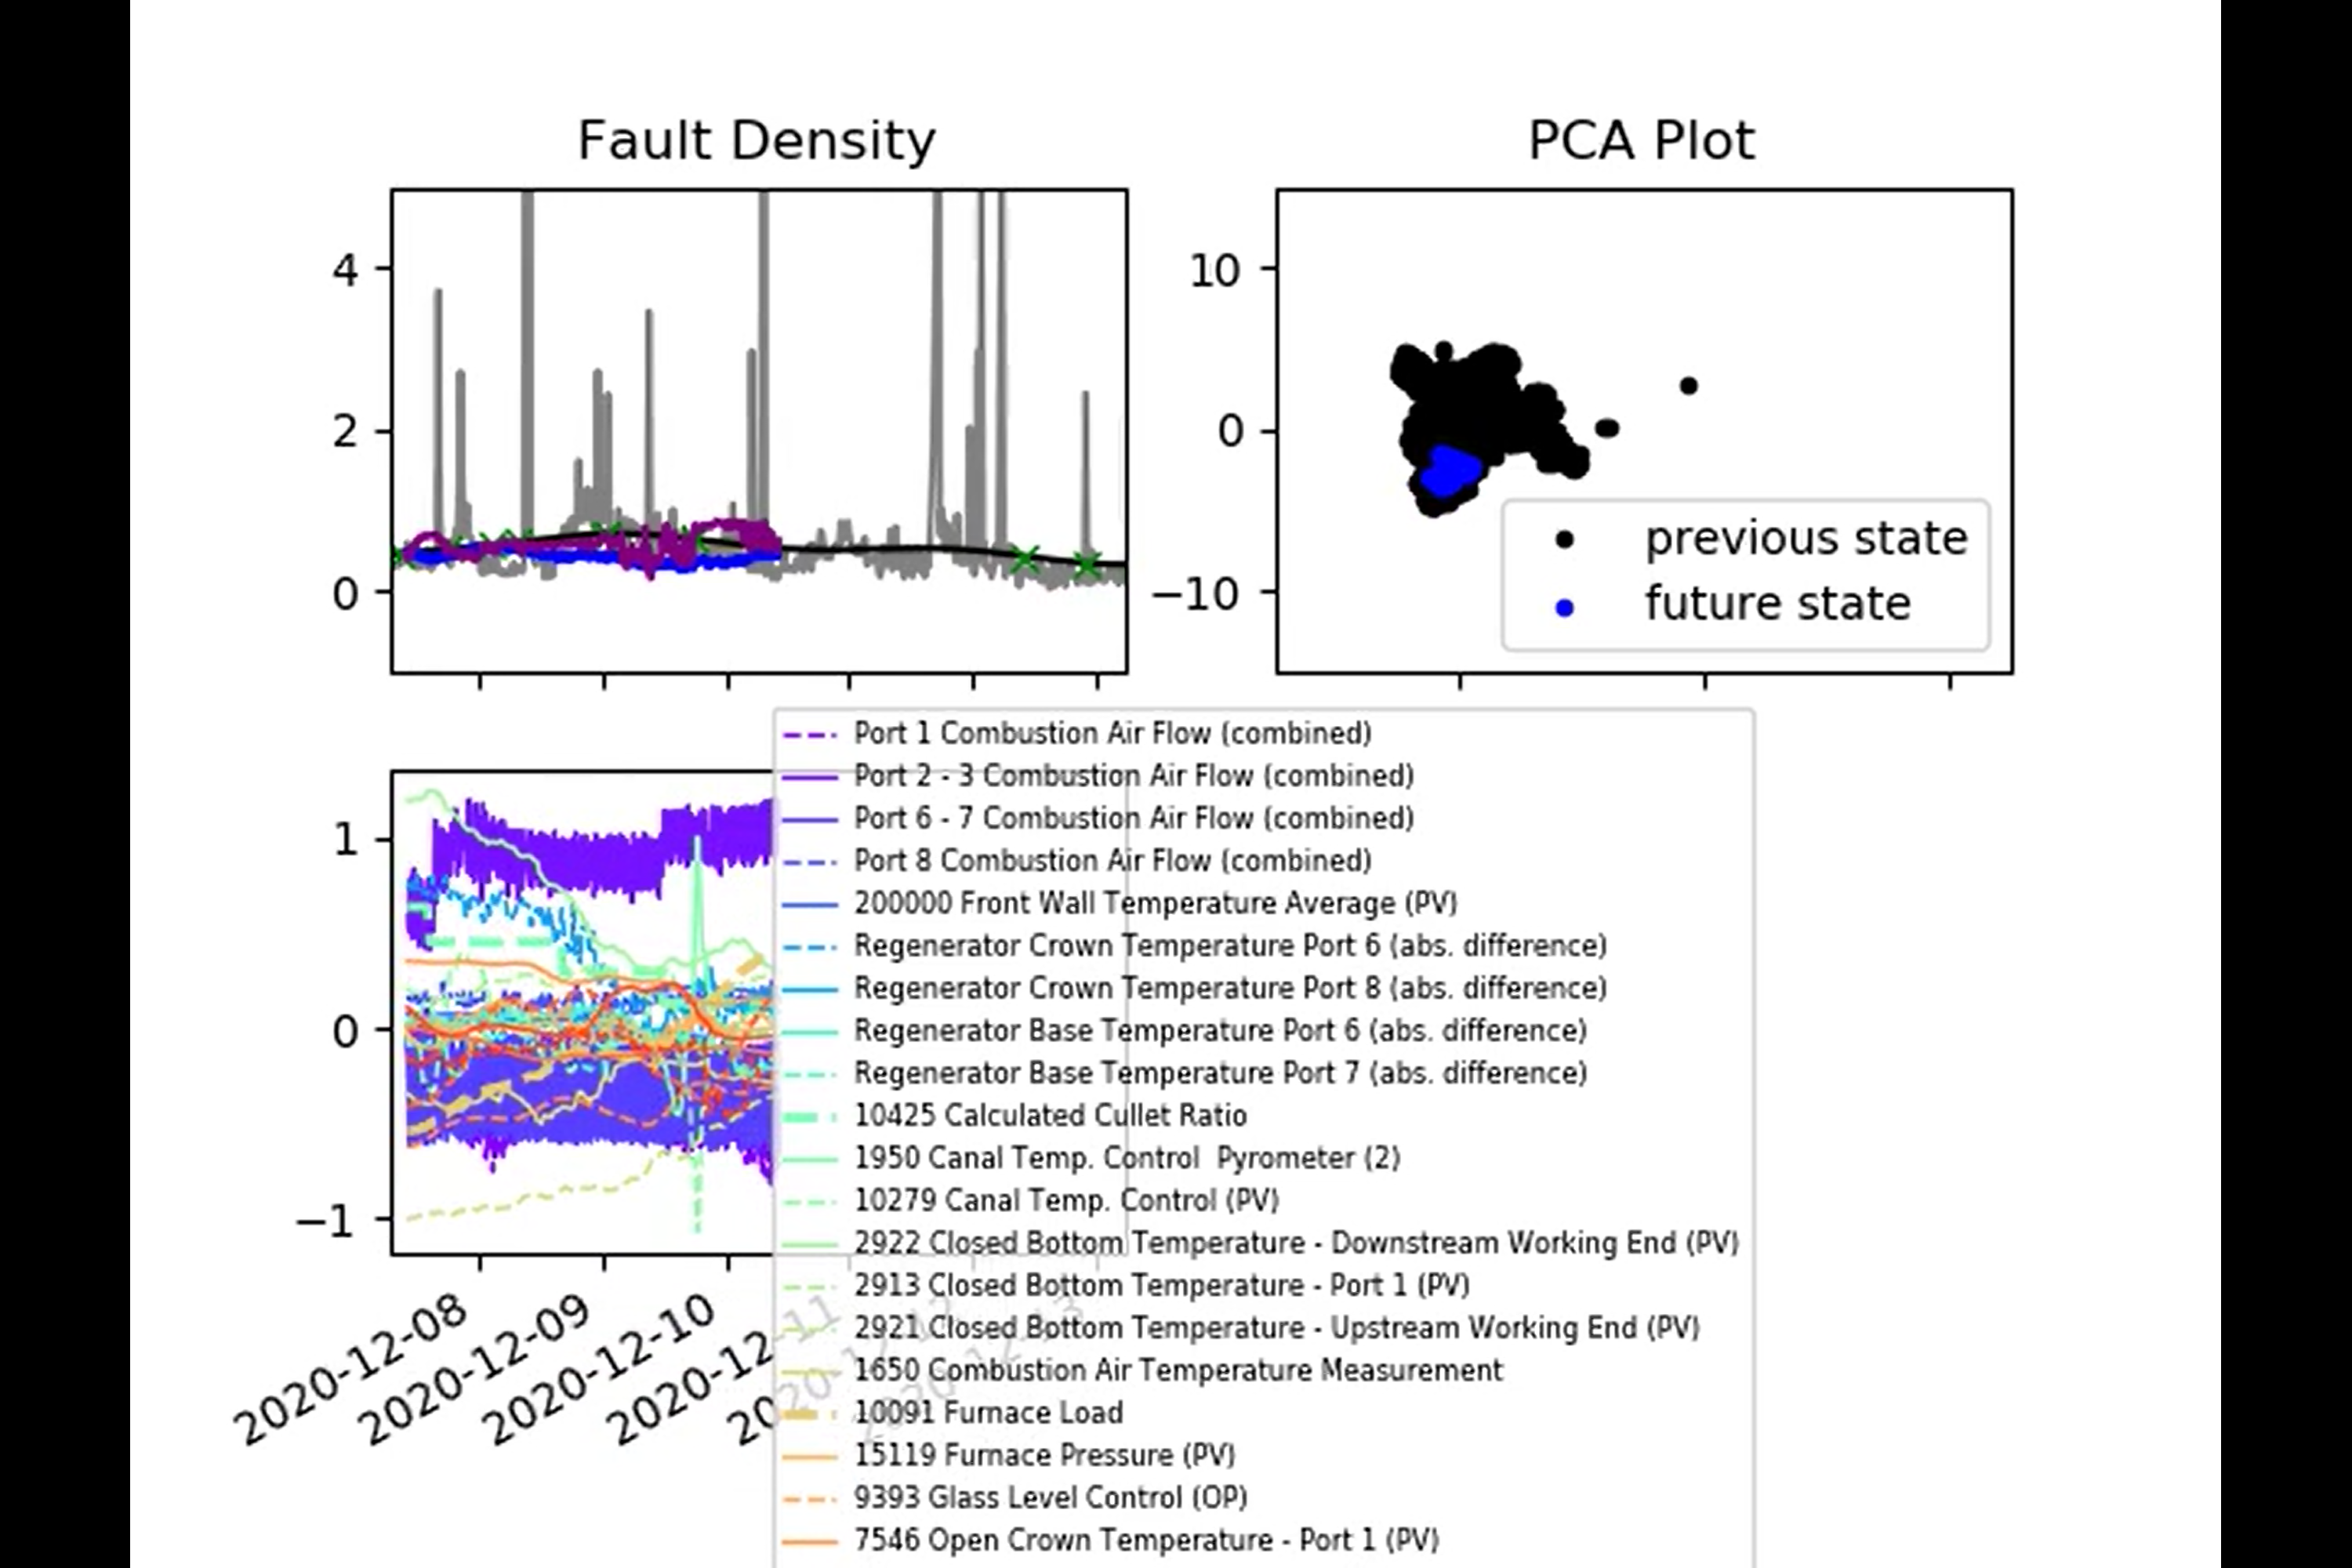 Fault Density
PCA Plot
4
2
0
10
0
−10
previous state
future state
1
0
−1
2020-12-08
2020-12-09
2020-12-10
2020-12-11
Port 1 Combustion Air Flow (combined)
Port 2 - 3 Combustion Air Flow (combined)
Port 6 - 7 Combustion Air Flow (combined)
Port 8 Combustion Air Flow (combined)
200000 Front Wall Temperature Average (PV)
Regenerator Crown Temperature Port 6 (abs. difference)
Regenerator Crown Temperature Port 8 (abs. difference)
Regenerator Base Temperature Port 6 (abs. difference)
Regenerator Base Temperature Port 7 (abs. difference)
10425 Calculated Cullet Ratio
1950 Canal Temp. Control  Pyrometer (2)
10279 Canal Temp. Control (PV)
2922 Closed Bottom Temperature - Downstream Working End (PV)
2913 Closed Bottom Temperature - Port 1 (PV)
2921 Closed Bottom Temperature - Upstream Working End (PV)
1650 Combustion Air Temperature Measurement
10091 Furnace Load
15119 Furnace Pressure (PV)
9393 Glass Level Control (OP)
7546 Open Crown Temperature - Port 1 (PV)